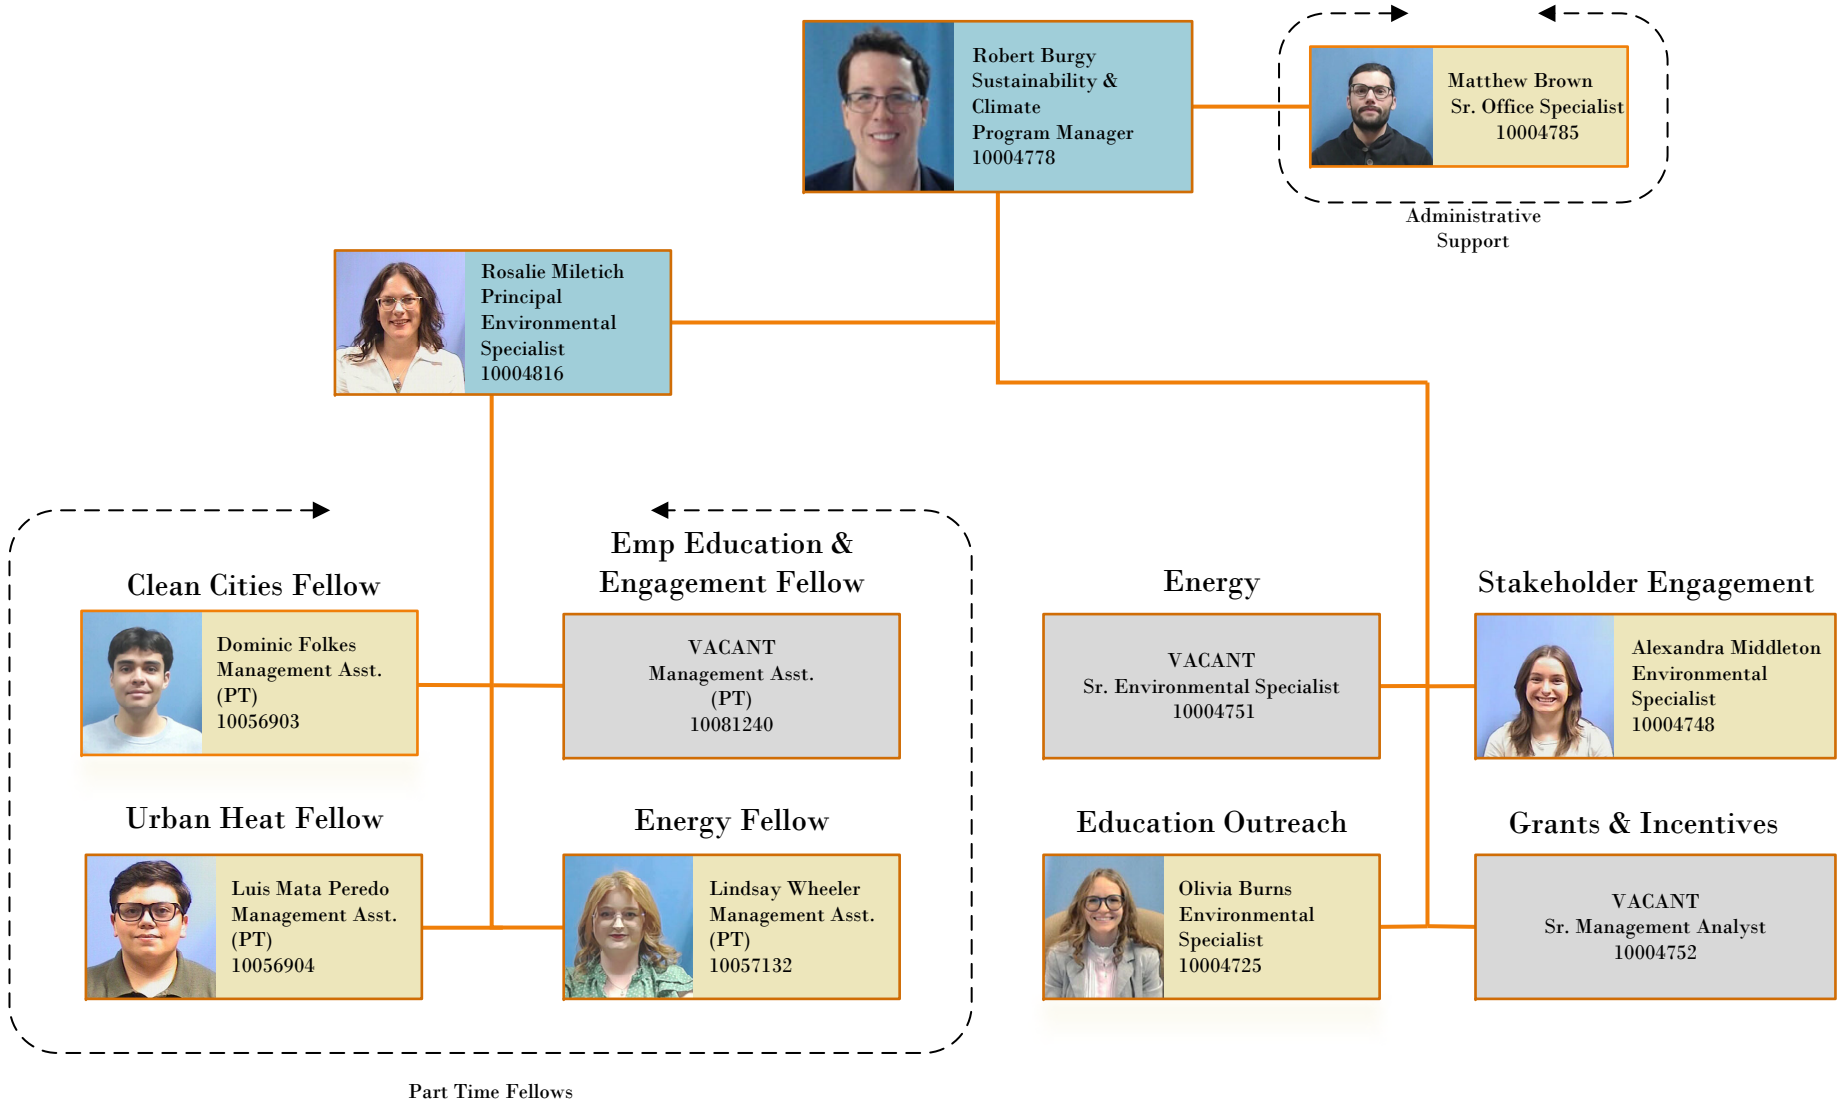 Robert Burgy
Sustainability &
Climate
Program Manager
10004778
Matthew Brown
Sr. Office Specialist
10004785
Administrative
Support
Rosalie Miletich
Principal
Environmental
Specialist
10004816
Clean Cities Fellow
Dominic Folkes
Management Asst.
(PT)
10056903
Emp Education &
Engagement Fellow
VACANT
Management Asst.
(PT)
10081240
Energy
VACANT
Sr. Environmental Specialist
10004751
Stakeholder Engagement
Alexandra Middleton
Environmental
Specialist
10004748
Urban Heat Fellow
Luis Mata Peredo
Management Asst.
(PT)
10056904
Energy Fellow
Lindsay Wheeler
Management Asst.
(PT)
10057132
Education Outreach
Olivia Burns
Environmental
Specialist
10004725
Grants & Incentives
VACANT
Sr. Management Analyst
10004752
Part Time Fellows